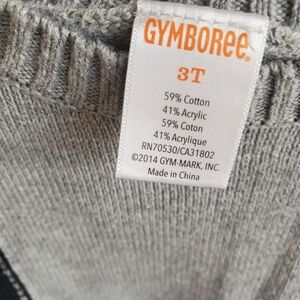 GYMBOREE.
3T
59% Cotton
41% Acrylic
59% Coton
41% Acrylique
RN70530/CA31802
©2014 GYM-MARK, INC.
Made in China